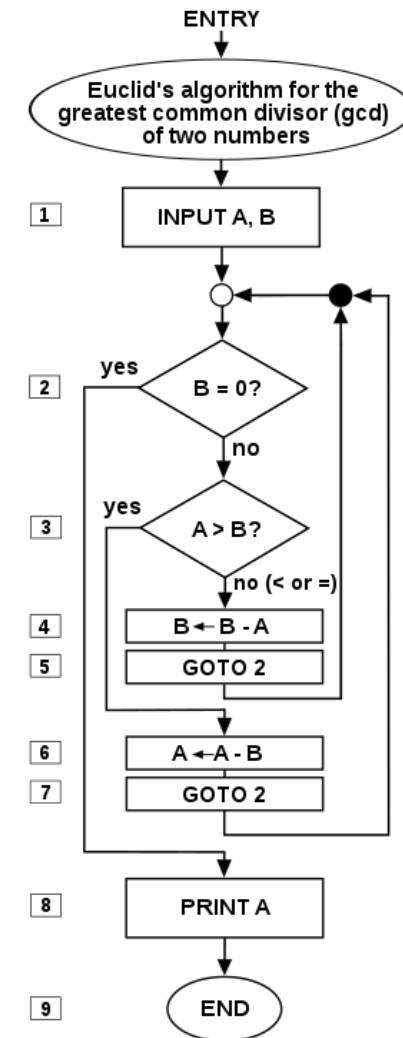 ENTRY
Euclid's algorithm for the
greatest common divisor (gcd)
of two numbers
1
INPUT A, B
2
yes
B = 0?
no
3
yes
A > B?
no (< or =)
4
B ← B - A
5
GOTO 2
6
A ← A - B
7
GOTO 2
8
PRINT A
9
END